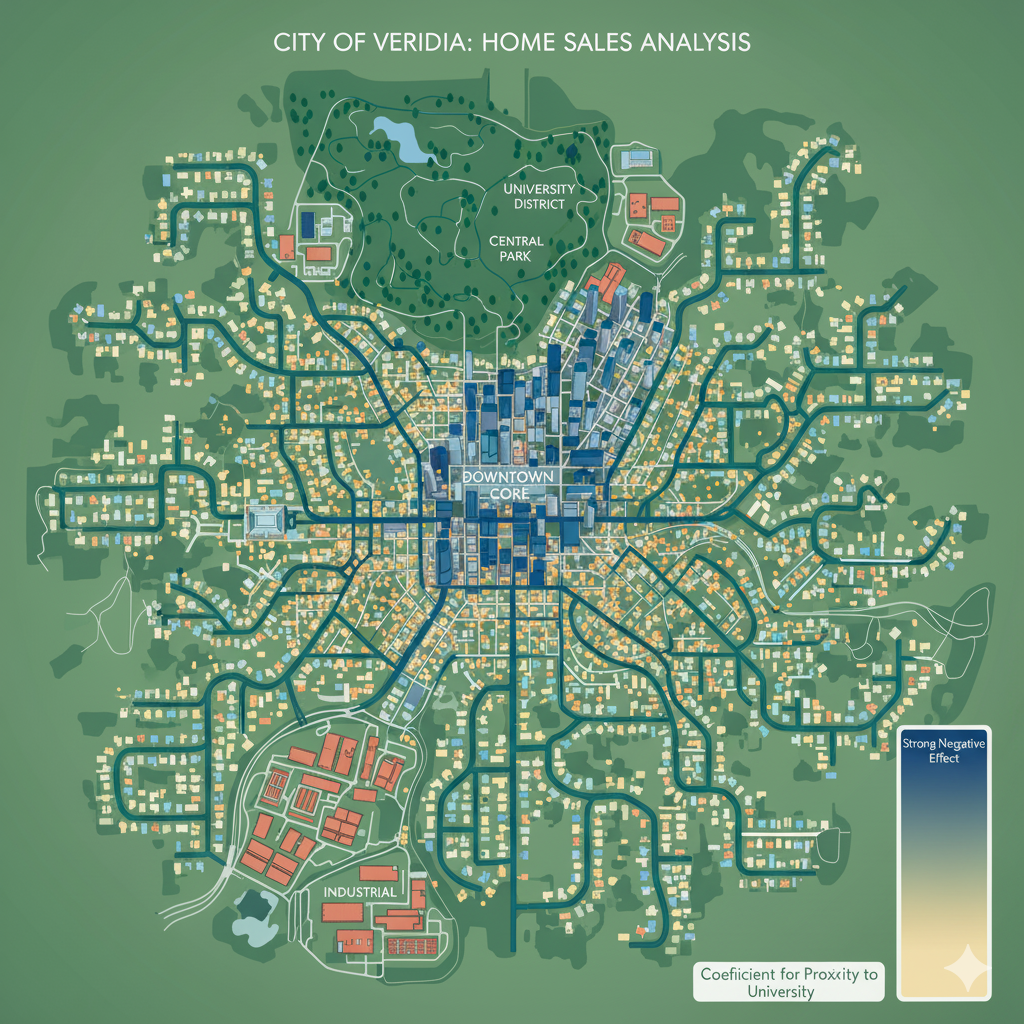 CITY OF VERIDIA: HOME SALES ANALYSIS
UNIVERSITY
DISTRICT
CENTRAL
PARK
DOWNTOWN
CORE
INDUSTRIAL
Strong Negative
Effect
Coefiicient for Proxxity to
University